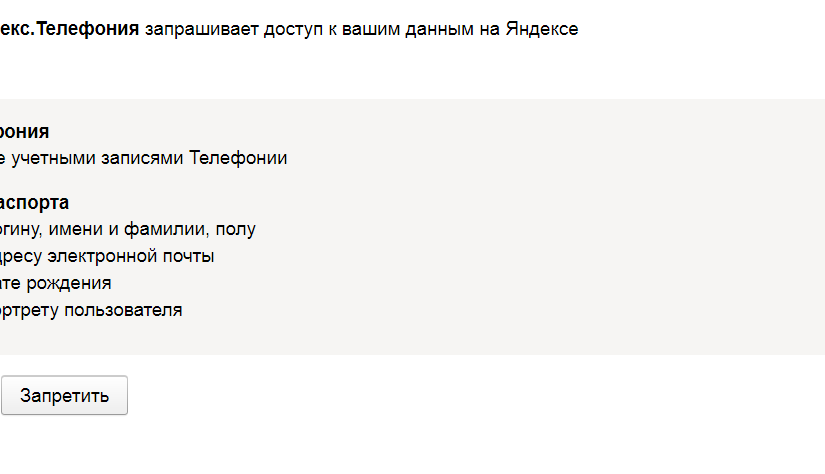 екс.Телефония запрашивает доступ к вашим данным на Яндексе
фония
е учетными записями Телефонии
аспорта
огину, имени и фамилии, полу
дресу электронной почты
ате рождения
ортрету пользователя
Запретить